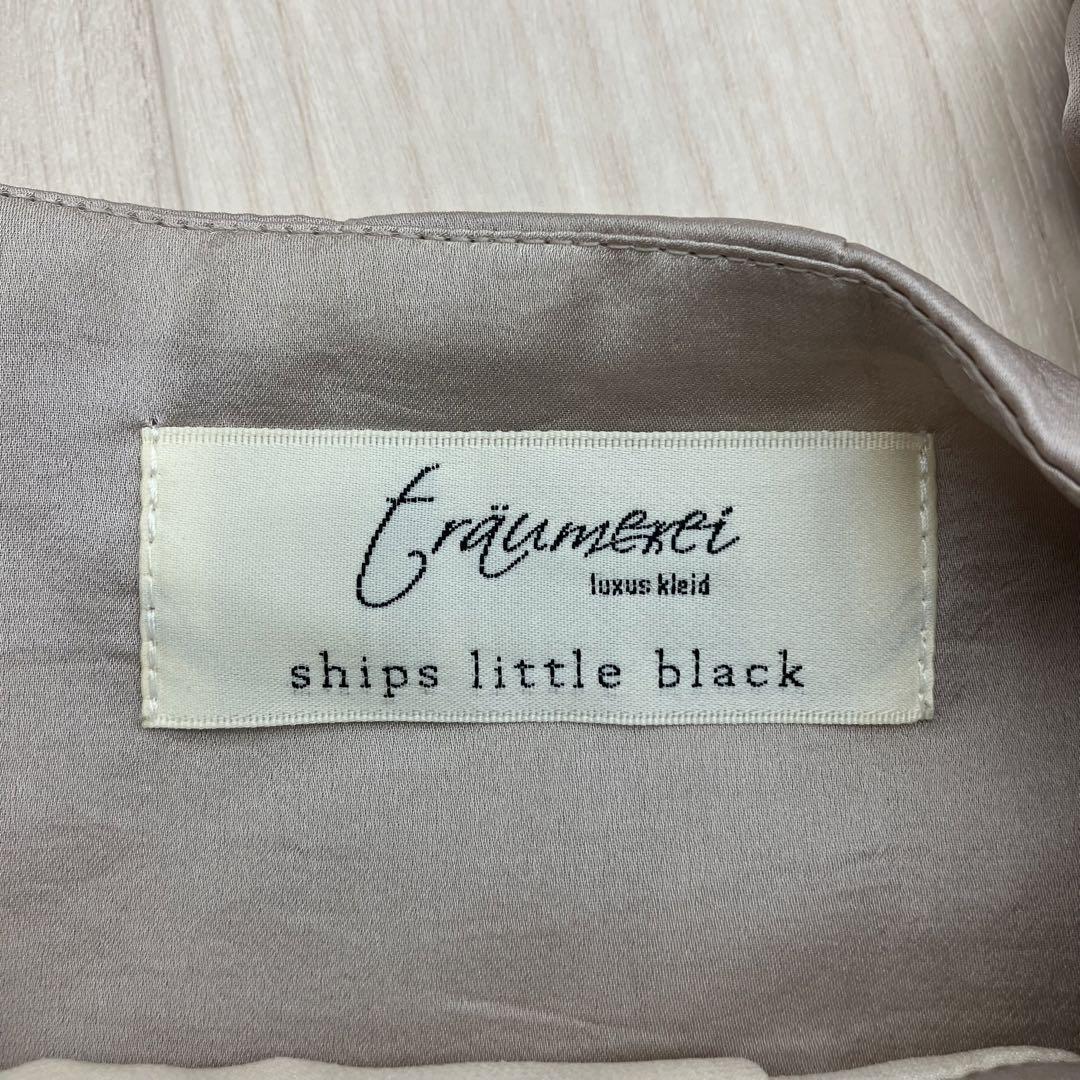 träumerei
luxus kleid
ships little black